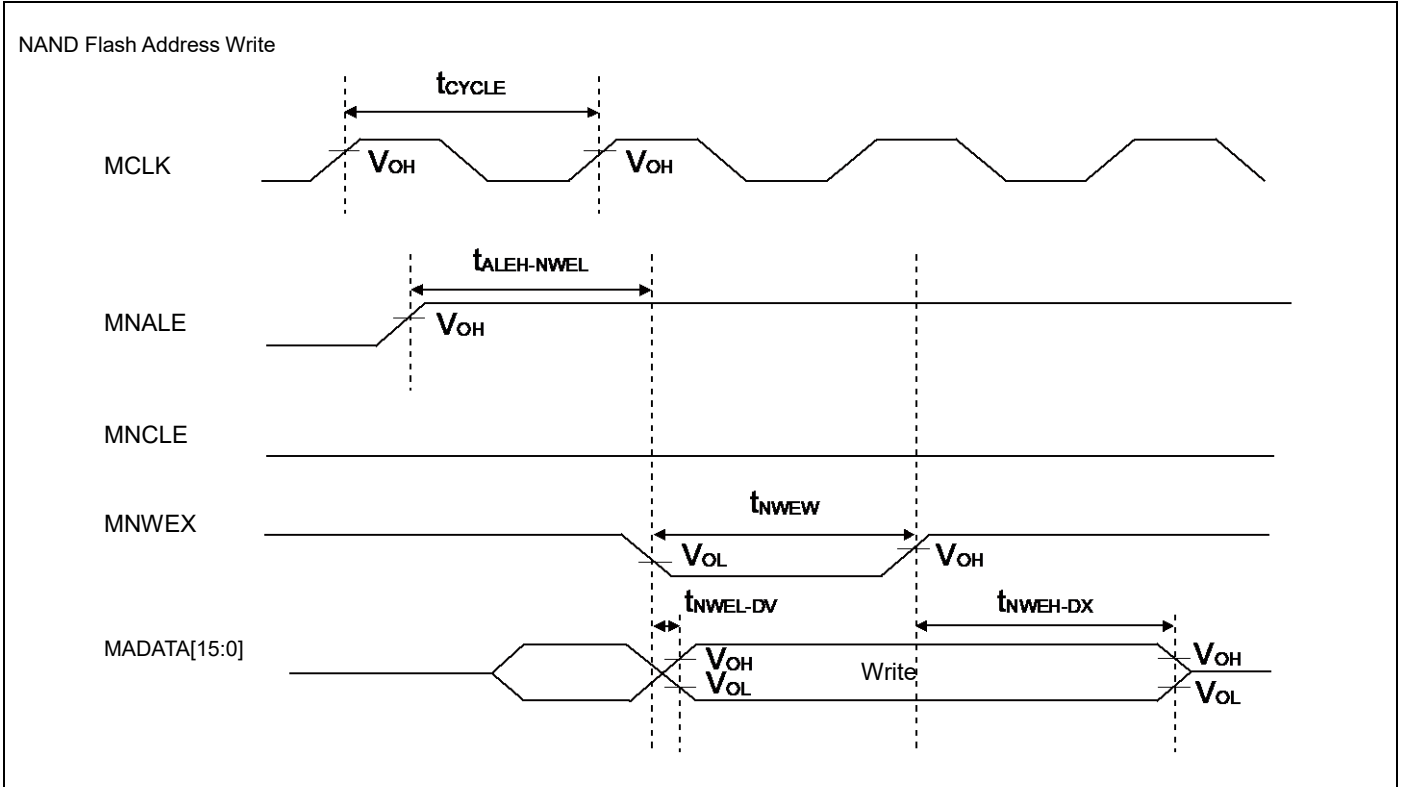 NAND Flash Address Write
tCYCLE
MCLK VOH VOH
tALEH-NWEL
MNALE VOH
MNCLE
tNWEW
MNWEX VOL VOH
tNWEL-DV tNWEH-DX
MADATA[15:0] VOH Write VOH
VOL VOL